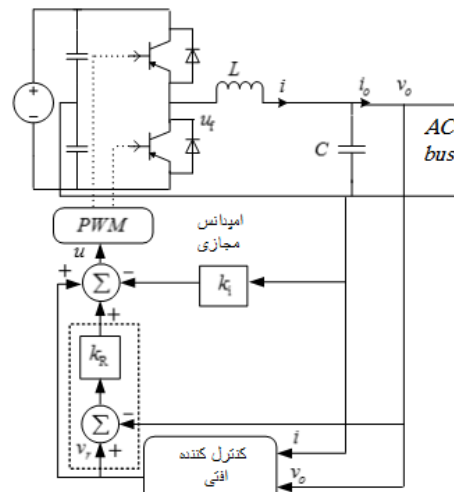 L
i
i_o
v_o
u_f
C
AC
bus
PWM
امپدانس
مجازی
u
+
−
Σ
k_i
+
k_R
Σ
−
v_r
+
کنترل کننده
افتی
i
v_o
+
−